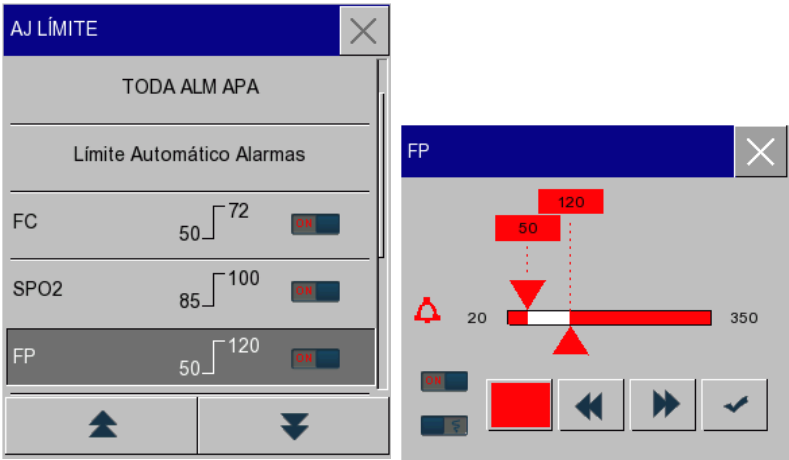 AJ LÍMITE
TODA ALM APA
Límite Automático Alarmas
FC 50 72 ON
SPO2 85 100 ON
FP 50 120 ON
FP
120
50
20 350
ON